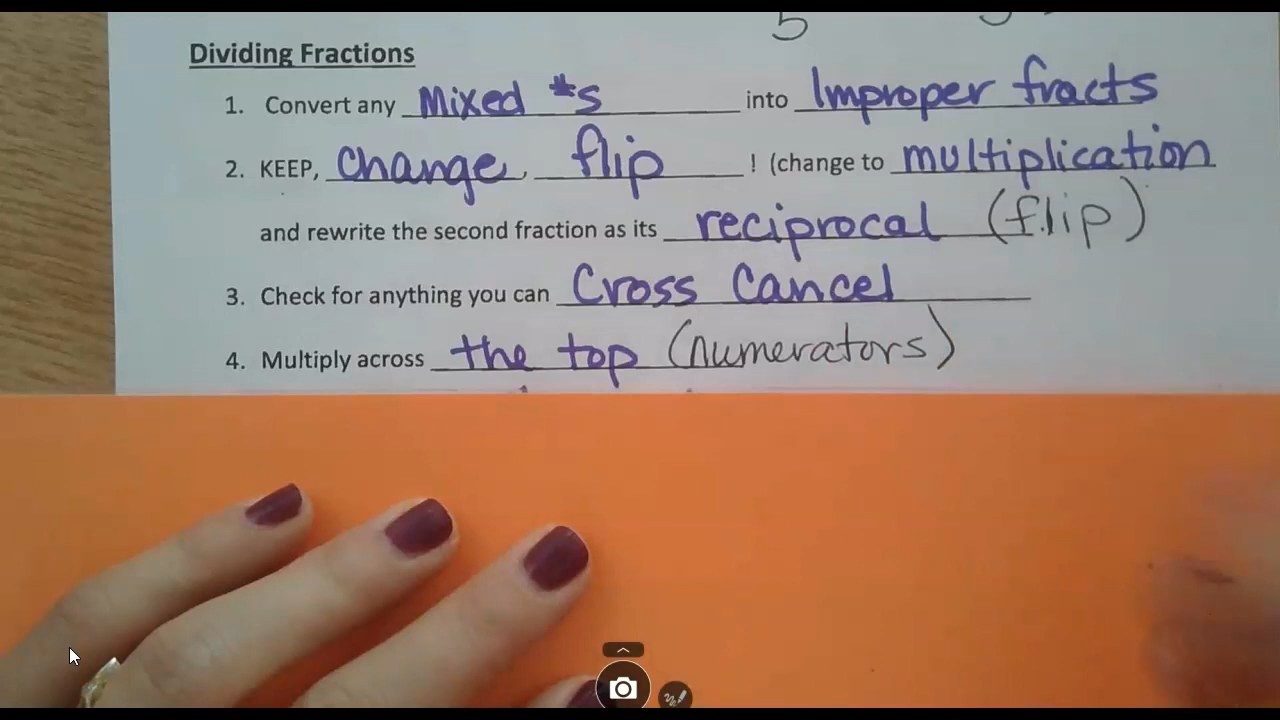 5
Dividing Fractions
1. Convert any Mixed #s into Improper fracts
2. KEEP, change, flip ! (change to multiplication
and rewrite the second fraction as its reciprocal (flip)
3. Check for anything you can Cross Cancel
4. Multiply across the top (numerators)